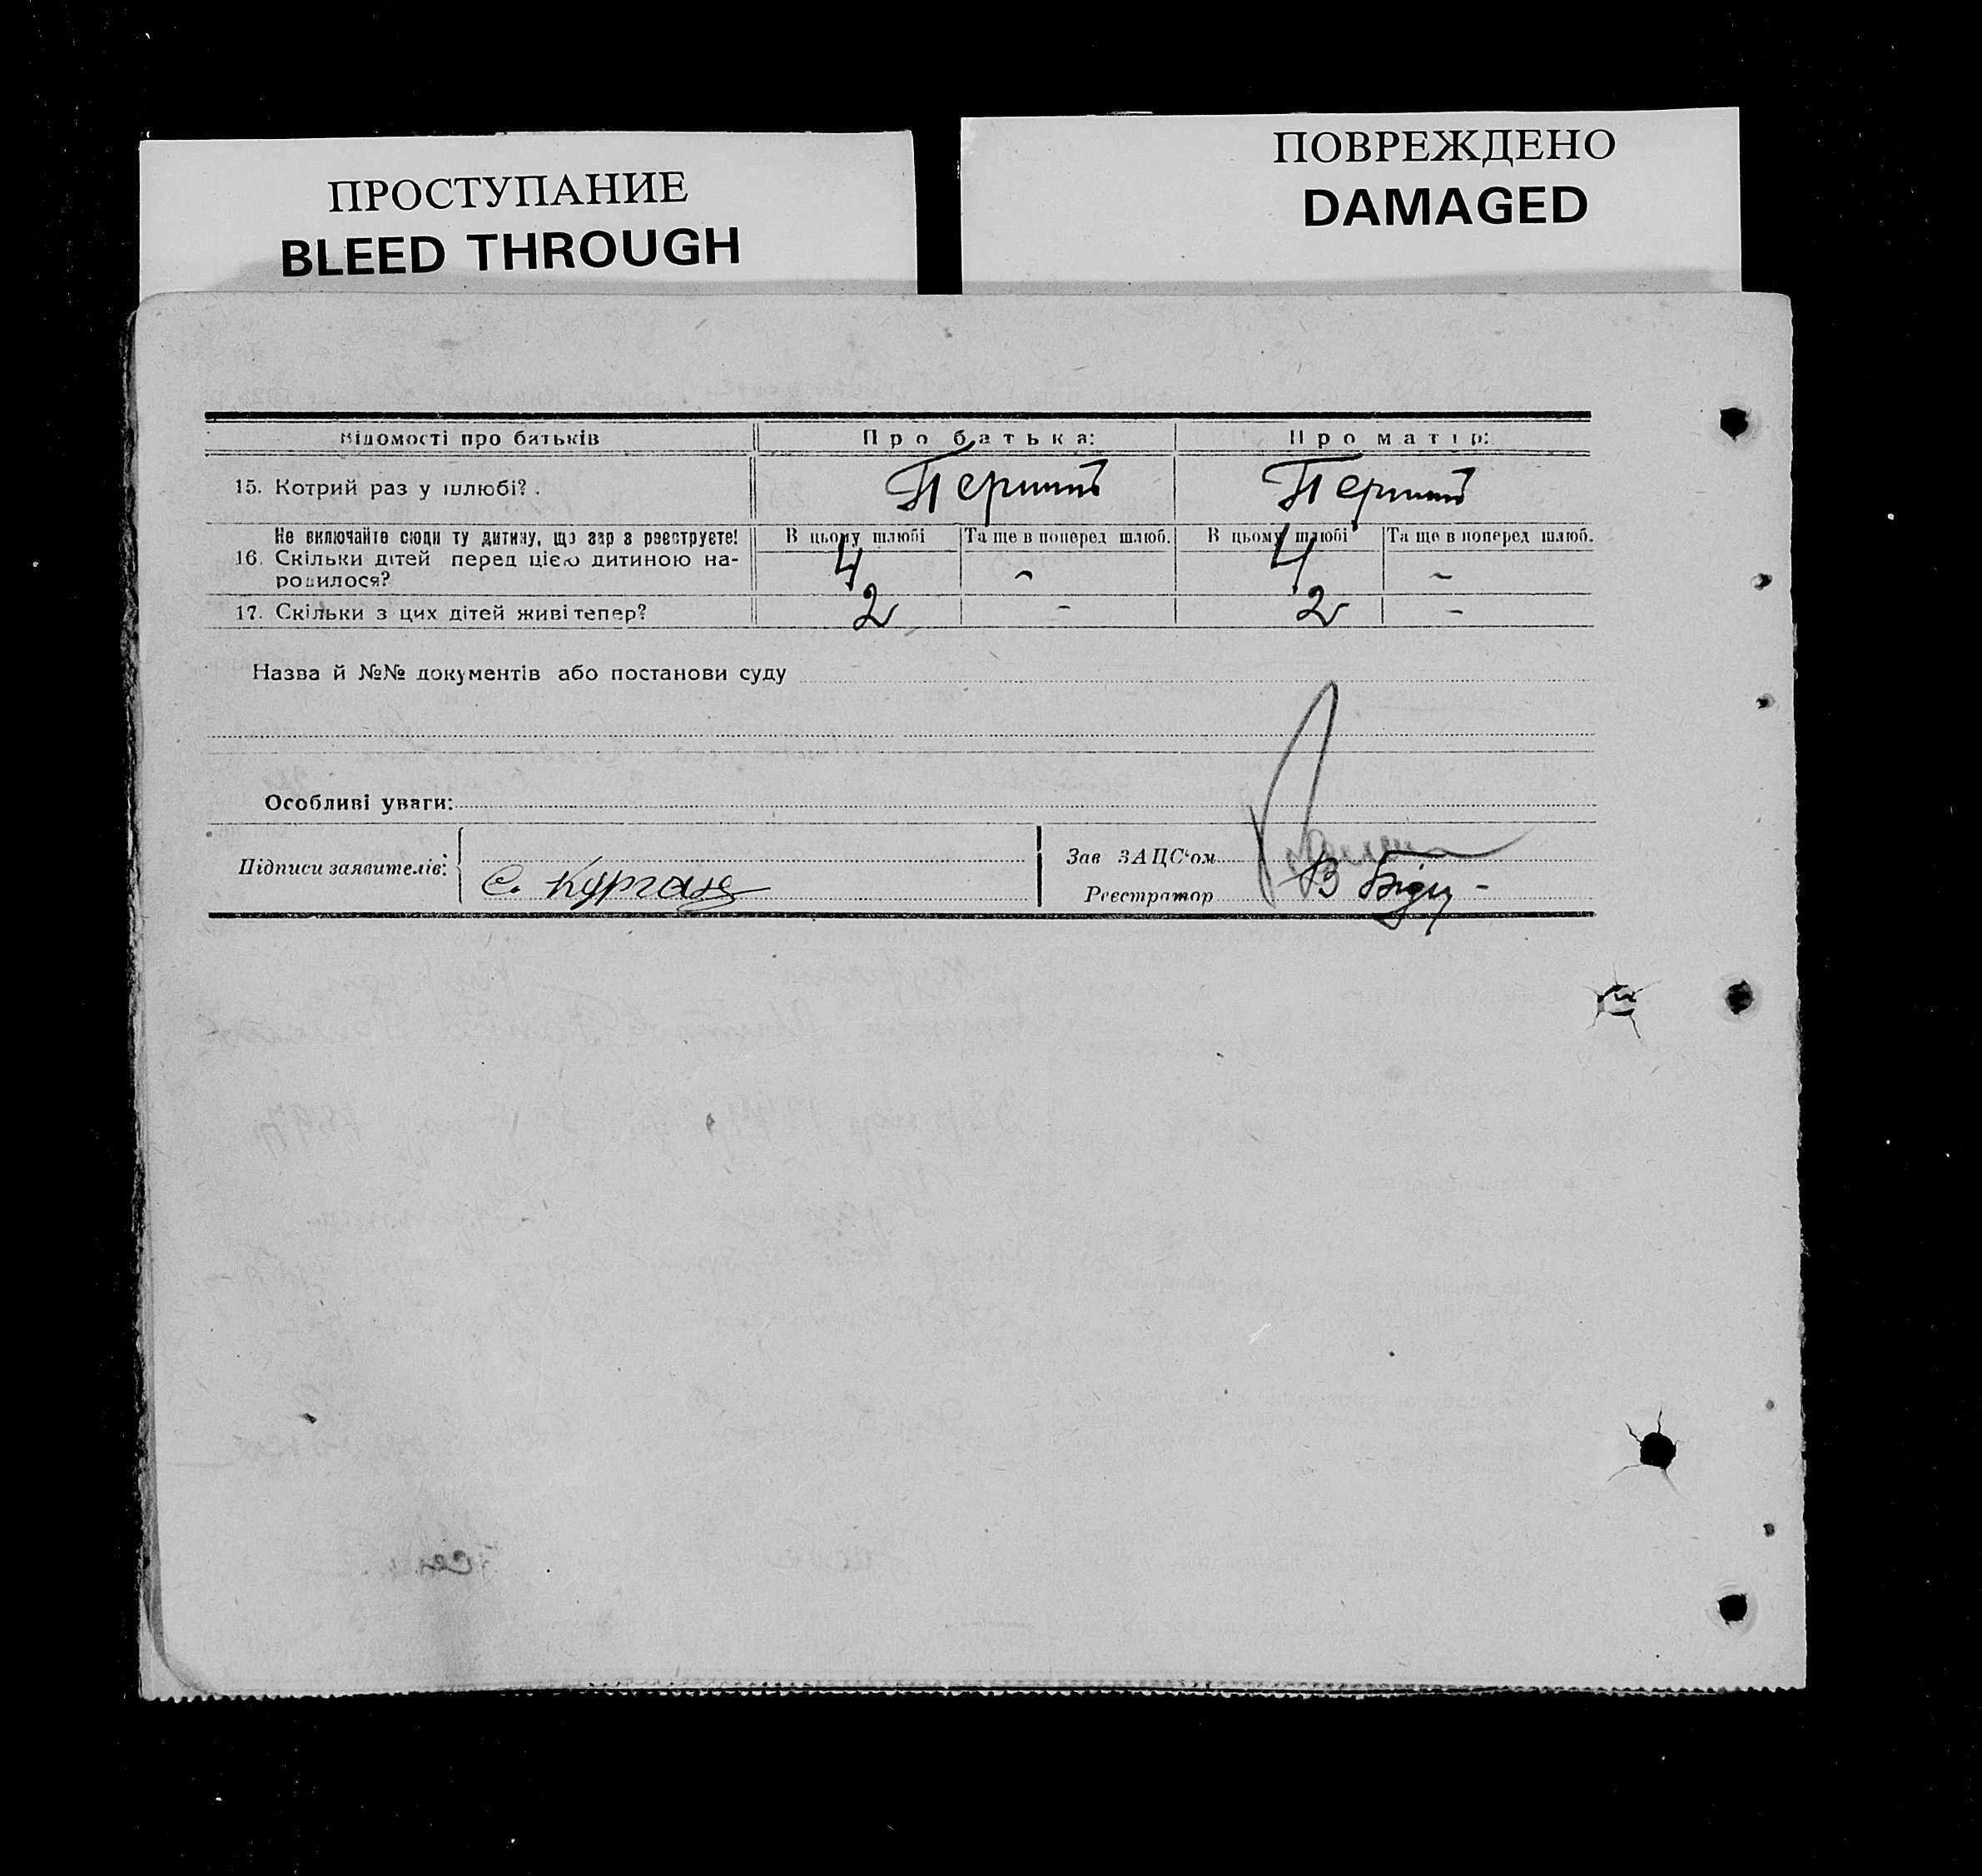 ПРОСТУПАНИЕ
BLEED THROUGH
ПОВРЕЖДЕНО
DAMAGED
Відомості про батьків Про батька: Про матір:
15. Котрий раз у шлюбі? . Перший Перший
Не включайте сюди ту дитину, що зар з реєструєте! В цьому шлюбі Та ще в поперед шлюб. В цьому шлюбі Та ще в поперед шлюб.
16. Скільки дітей перед цією дитиною на-
родилося? 4 - 4 -
17. Скільки з цих дітей живі тепер? 2 - 2 -
Назва й №№ документів або постанови суду
Особливі уваги:
Підписи заявителів: С. Курган
Зав ЗАЦС'ом
Реєстратор В